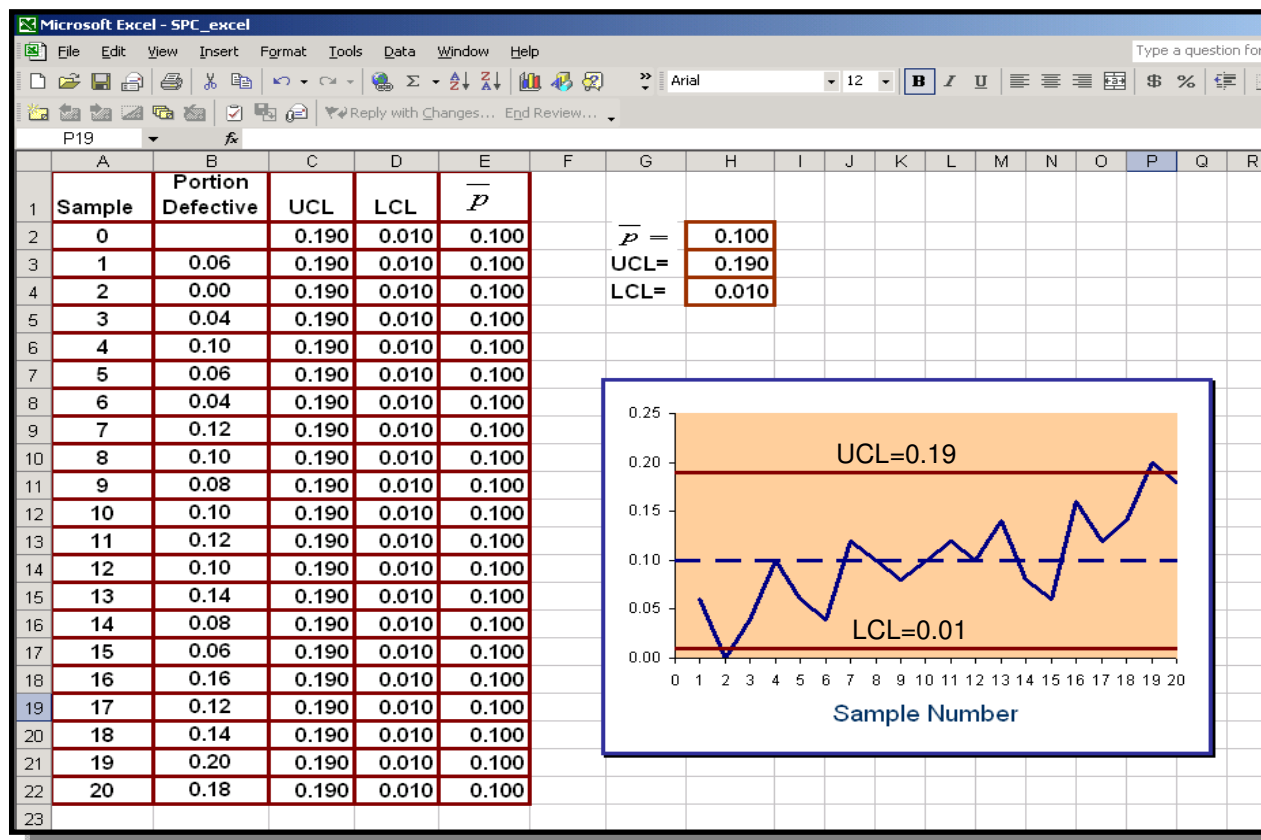 Microsoft Excel - SPC_excel
File Edit View Insert Format Tools Data Window Help
Type a question for
Arial 12 B I U $ %
Reply with Changes... End Review...
P19 fx
A B C D E F G H I J K L M N O P Q R
1 Sample Portion Defective UCL LCL p̅
2 0 0.190 0.010 0.100 p̅ = 0.100
3 1 0.06 0.190 0.010 0.100 UCL= 0.190
4 2 0.00 0.190 0.010 0.100 LCL= 0.010
5 3 0.04 0.190 0.010 0.100
6 4 0.10 0.190 0.010 0.100
7 5 0.06 0.190 0.010 0.100
8 6 0.04 0.190 0.010 0.100
9 7 0.12 0.190 0.010 0.100
10 8 0.10 0.190 0.010 0.100
11 9 0.08 0.190 0.010 0.100
12 10 0.10 0.190 0.010 0.100
13 11 0.12 0.190 0.010 0.100
14 12 0.10 0.190 0.010 0.100
15 13 0.14 0.190 0.010 0.100
16 14 0.08 0.190 0.010 0.100
17 15 0.06 0.190 0.010 0.100
18 16 0.16 0.190 0.010 0.100
19 17 0.12 0.190 0.010 0.100
20 18 0.14 0.190 0.010 0.100
21 19 0.20 0.190 0.010 0.100
22 20 0.18 0.190 0.010 0.100
23
0.25
UCL=0.19
0.20
0.15
0.10
0.05
LCL=0.01
0.00
0 1 2 3 4 5 6 7 8 9 10 11 12 13 14 15 16 17 18 19 20
Sample Number